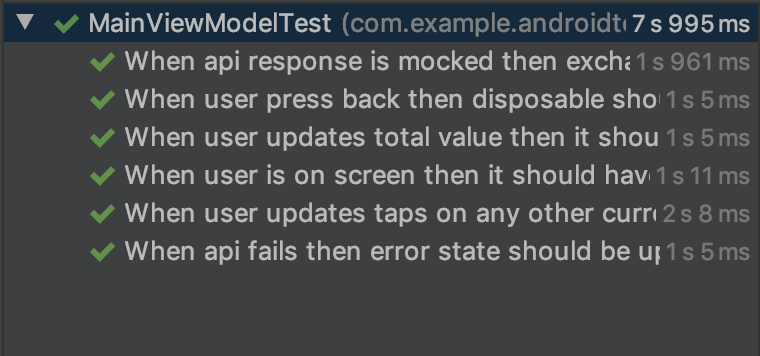 MainViewModelTest (com.example.androidt 7 s 995 ms
When api response is mocked then exch 1 s 961 ms
When user press back then disposable sho 1 s 5 ms
When user updates total value then it shou 1 s 5 ms
When user is on screen then it should hav 1 s 11 ms
When user updates taps on any other curr 2 s 8 ms
When api fails then error state should be up 1 s 5 ms